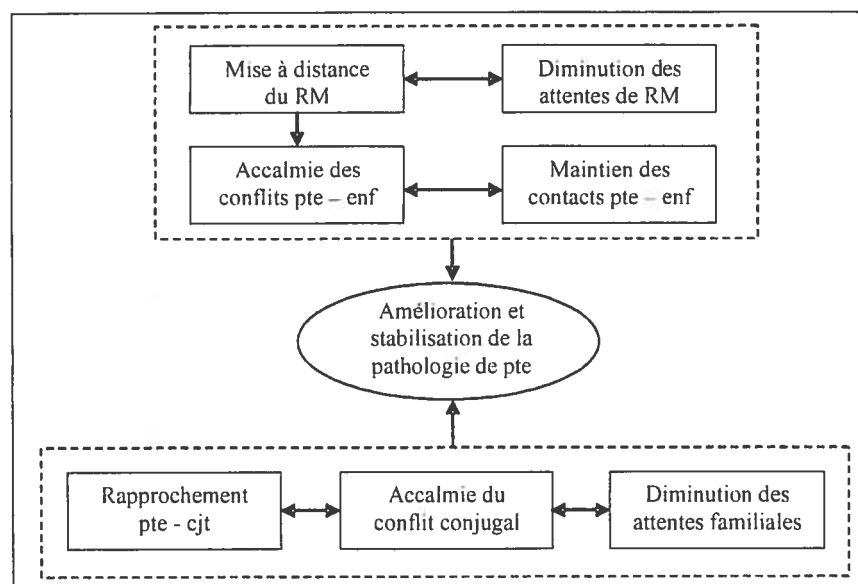 Mise à distance
du RM
Diminution des
attentes de RM
Accalmie des
conflits pte – enf
Maintien des
contacts pte – enf
Amélioration et
stabilisation de la
pathologie de pte
Rapprochement
pte - cjt
Accalmie du
conflit conjugal
Diminution des
attentes familiales